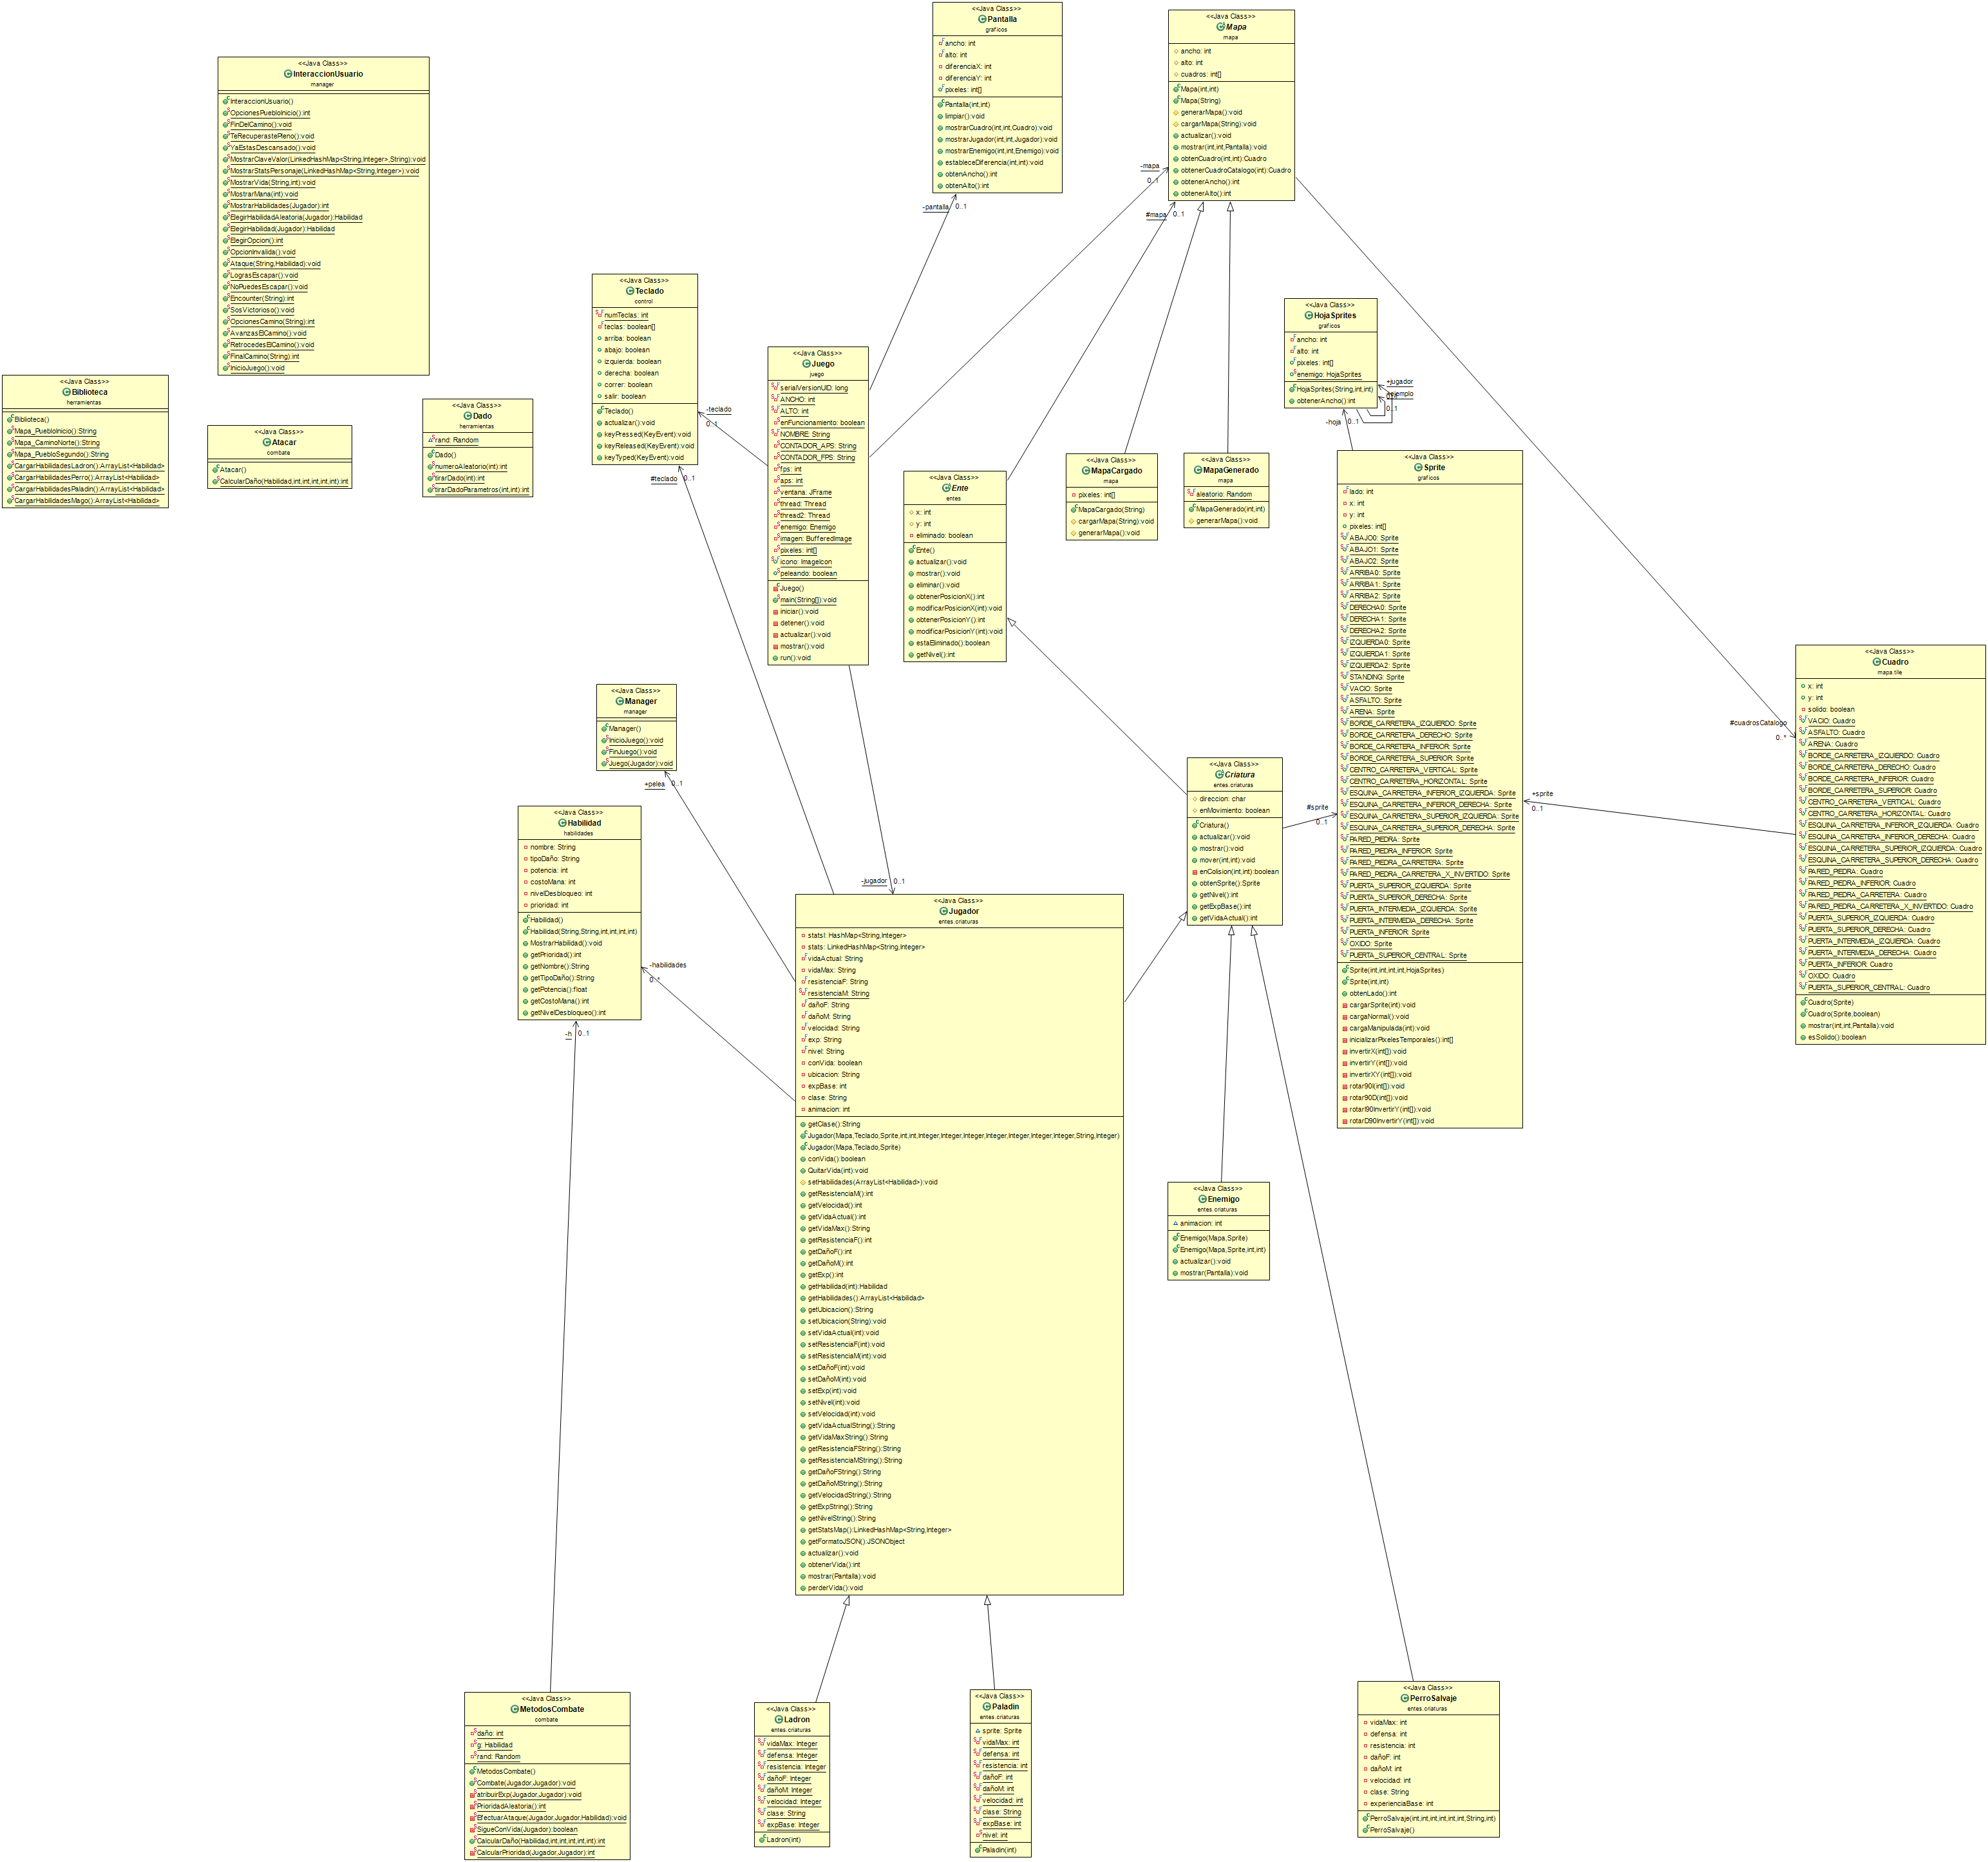 <<Java Class>>
Pantalla
graficos
ancho: int
alto: int
diferenciaX: int
diferenciaY: int
pixeles: int[]
Pantalla(int,int)
limpiar():void
mostrarCuadro(int,int,Cuadro):void
mostrarJugador(int,int,Jugador):void
mostrarEnemigo(int,int,Enemigo):void
estableceDiferencia(int,int):void
obtenAncho():int
obtenAlto():int
<<Java Class>>
Mapa
mapa
ancho: int
alto: int
cuadros: int[]
Mapa(int,int)
Mapa(String)
generarMapa():void
cargarMapa(String):void
actualizar():void
mostrar(int,int,Pantalla):void
obtenCuadro(int,int):Cuadro
obtenerCuadroCatalogo(int):Cuadro
obtenerAncho():int
obtenerAlto():int
<<Java Class>>
InteraccionUsuario
manager
InteraccionUsuario()
OpcionesPuebloInicio():int
FinDelCamino():void
TeRecuperastePleno():void
YaEstasDescansado():void
MostrarClaveValor(LinkedHashMap<String,Integer>,String):void
MostrarStatsPersonaje(LinkedHashMap<String,Integer>):void
MostrarVida(String,int):void
MostrarMana(int):void
MostrarHabilidades(Jugador):int
ElegirHabilidadAleatoria(Jugador):Habilidad
ElegirHabilidad(Jugador):Habilidad
ElegirOpcion():int
OpcionInvalida():void
Ataque(String,Habilidad):void
LograsEscapar():void
NoPuedesEscapar():void
Encounter(String):int
SosVictorioso():void
OpcionesCamino(String):int
AvanzasElCamino():void
RetrocedesElCamino():void
FinalCamino(String):int
InicioJuego():void
-mapa
0..1
-pantalla
0..1
#mapa
0..1
<<Java Class>>
Teclado
control
numTeclas: int
teclas: boolean[]
arriba: boolean
abajo: boolean
izquierda: boolean
derecha: boolean
correr: boolean
salir: boolean
Teclado()
actualizar():void
keyPressed(KeyEvent):void
keyReleased(KeyEvent):void
keyTyped(KeyEvent):void
<<Java Class>>
HojaSprites
graficos
ancho: int
alto: int
pixeles: int[]
enemigo: HojaSprites
HojaSprites(String,int,int)
obtenerAncho():int
+jugador
0..1
-hoja
0..1
<<Java Class>>
Juego
juego
serialVersionUID: long
ANCHO: int
ALTO: int
enFuncionamiento: boolean
NOMBRE: String
CONTADOR_APS: String
CONTADOR_FPS: String
fps: int
aps: int
ventana: JFrame
thread: Thread
thread2: Thread
enemigo: Enemigo
imagen: BufferedImage
pixeles: int[]
icono: ImageIcon
peleando: boolean
Juego()
main(String[]):void
iniciar():void
detener():void
actualizar():void
mostrar():void
run():void
-teclado
0..1
#teclado
0..1
<<Java Class>>
Biblioteca
herramientas
Biblioteca()
Mapa_PuebloInicio():String
Mapa_CaminoNorte():String
Mapa_PuebloSegundo():String
CargarHabilidadesLadron():ArrayList<Habilidad>
CargarHabilidadesPerro():ArrayList<Habilidad>
CargarHabilidadesPaladin():ArrayList<Habilidad>
CargarHabilidadesMago():ArrayList<Habilidad>
<<Java Class>>
Atacar
combate
Atacar()
CalcularDaño(Habilidad,int,int,int,int,int):int
<<Java Class>>
Dado
herramientas
rand: Random
Dado()
numeroAleatorio(int):int
tirarDado(int):int
tirarDadoParametros(int,int):int
<<Java Class>>
Ente
entes
x: int
y: int
eliminado: boolean
Ente()
actualizar():void
mostrar():void
eliminar():void
obtenerPosicionX():int
modificarPosicionX(int):void
obtenerPosicionY():int
modificarPosicionY(int):void
estaEliminado():boolean
getNivel():int
<<Java Class>>
MapaCargado
mapa
pixeles: int[]
MapaCargado(String)
cargarMapa(String):void
generarMapa():void
<<Java Class>>
MapaGenerado
mapa
aleatorio: Random
MapaGenerado(int,int)
generarMapa():void
<<Java Class>>
Sprite
graficos
lado: int
x: int
y: int
pixeles: int[]
ABAJO0: Sprite
ABAJO1: Sprite
ABAJO2: Sprite
ARRIBA0: Sprite
ARRIBA1: Sprite
ARRIBA2: Sprite
DERECHA0: Sprite
DERECHA1: Sprite
DERECHA2: Sprite
IZQUIERDA0: Sprite
IZQUIERDA1: Sprite
IZQUIERDA2: Sprite
STANDING: Sprite
VACIO: Sprite
ASFALTO: Sprite
ARENA: Sprite
BORDE_CARRETERA_IZQUIERDO: Sprite
BORDE_CARRETERA_DERECHO: Sprite
BORDE_CARRETERA_INFERIOR: Sprite
BORDE_CARRETERA_SUPERIOR: Sprite
CENTRO_CARRETERA_VERTICAL: Sprite
CENTRO_CARRETERA_HORIZONTAL: Sprite
ESQUINA_CARRETERA_INFERIOR_IZQUIERDA: Sprite
ESQUINA_CARRETERA_INFERIOR_DERECHA: Sprite
ESQUINA_CARRETERA_SUPERIOR_IZQUIERDA: Sprite
ESQUINA_CARRETERA_SUPERIOR_DERECHA: Sprite
PARED_PIEDRA: Sprite
PARED_PIEDRA_INFERIOR: Sprite
PARED_PIEDRA_CARRETERA: Sprite
PARED_PIEDRA_CARRETERA_X_INVERTIDO: Sprite
PUERTA_SUPERIOR_IZQUIERDA: Sprite
PUERTA_SUPERIOR_DERECHA: Sprite
PUERTA_INTERMEDIA_IZQUIERDA: Sprite
PUERTA_INTERMEDIA_DERECHA: Sprite
PUERTA_INFERIOR: Sprite
OXIDO: Sprite
PUERTA_SUPERIOR_CENTRAL: Sprite
Sprite(int,int,int,int,HojaSprites)
Sprite(int,int)
obtenLado():int
cargarSprite(int):void
cargaNormal():void
cargaManipulada(int):void
inicializarPixelesTemporales():int[]
invertirX(int[]):void
invertirY(int[]):void
invertirXY(int[]):void
rotar90I(int[]):void
rotar90D(int[]):void
rotarI90InvertirY(int[]):void
rotarD90InvertirY(int[]):void
<<Java Class>>
Cuadro
mapa.tile
x: int
y: int
solido: boolean
VACIO: Cuadro
ASFALTO: Cuadro
ARENA: Cuadro
BORDE_CARRETERA_IZQUIERDO: Cuadro
BORDE_CARRETERA_DERECHO: Cuadro
BORDE_CARRETERA_INFERIOR: Cuadro
BORDE_CARRETERA_SUPERIOR: Cuadro
CENTRO_CARRETERA_VERTICAL: Cuadro
CENTRO_CARRETERA_HORIZONTAL: Cuadro
ESQUINA_CARRETERA_INFERIOR_IZQUIERDA: Cuadro
ESQUINA_CARRETERA_INFERIOR_DERECHA: Cuadro
ESQUINA_CARRETERA_SUPERIOR_IZQUIERDA: Cuadro
ESQUINA_CARRETERA_SUPERIOR_DERECHA: Cuadro
PARED_PIEDRA: Cuadro
PARED_PIEDRA_INFERIOR: Cuadro
PARED_PIEDRA_CARRETERA: Cuadro
PARED_PIEDRA_CARRETERA_X_INVERTIDO: Cuadro
PUERTA_SUPERIOR_IZQUIERDA: Cuadro
PUERTA_SUPERIOR_DERECHA: Cuadro
PUERTA_INTERMEDIA_IZQUIERDA: Cuadro
PUERTA_INTERMEDIA_DERECHA: Cuadro
PUERTA_INFERIOR: Cuadro
OXIDO: Cuadro
PUERTA_SUPERIOR_CENTRAL: Cuadro
Cuadro(Sprite)
Cuadro(Sprite,boolean)
mostrar(int,int,Pantalla):void
esSolido():boolean
#cuadrosCatalogo
0..*
+sprite
0..1
<<Java Class>>
Manager
manager
Manager()
InicioJuego():void
FinJuego():void
Juego(Jugador):void
+pelea
0..1
<<Java Class>>
Criatura
entes.criaturas
direccion: char
enMovimiento: boolean
Criatura()
actualizar():void
mostrar():void
mover(int,int):void
enColision(int,int):boolean
obtenSprite():Sprite
getNivel():int
getExpBase():int
getVidaActual():int
#sprite
0..1
<<Java Class>>
Habilidad
habilidades
nombre: String
tipoDaño: String
potencia: int
costoMana: int
nivelDesbloqueo: int
prioridad: int
Habilidad()
Habilidad(String,String,int,int,int,int)
MostrarHabilidad():void
getPrioridad():int
getNombre():String
getTipoDaño():String
getPotencia():float
getCostoMana():int
getNivelDesbloqueo():int
-habilidades
0..*
-h
0..1
-jugador
0..1
<<Java Class>>
Jugador
entes.criaturas
statsI: HashMap<String,Integer>
stats: LinkedHashMap<String,Integer>
vidaActual: String
vidaMax: String
resistenciaF: String
resistenciaM: String
dañoF: String
dañoM: String
velocidad: String
exp: String
nivel: String
conVida: boolean
ubicacion: String
expBase: int
clase: String
animacion: int
getClase():String
Jugador(Mapa,Teclado,Sprite,int,int,Integer,Integer,Integer,Integer,Integer,Integer,Integer,String,Integer)
Jugador(Mapa,Teclado,Sprite)
conVida():boolean
QuitarVida(int):void
setHabilidades(ArrayList<Habilidad>):void
getResistenciaM():int
getVelocidad():int
getVidaActual():int
getVidaMax():String
getResistenciaF():int
getDañoF():int
getDañoM():int
getExp():int
getHabilidad(int):Habilidad
getHabilidades():ArrayList<Habilidad>
getUbicacion():String
setUbicacion(String):void
setVidaActual(int):void
setResistenciaF(int):void
setResistenciaM(int):void
setDañoF(int):void
setDañoM(int):void
setExp(int):void
setNivel(int):void
setVelocidad(int):void
getVidaActualString():String
getVidaMaxString():String
getResistenciaFString():String
getResistenciaMString():String
getDañoFString():String
getDañoMString():String
getVelocidadString():String
getExpString():String
getNivelString():String
getStatsMap():LinkedHashMap<String,Integer>
getFormatoJSON():JSONObject
actualizar():void
obtenerVida():int
mostrar(Pantalla):void
perderVida():void
<<Java Class>>
Enemigo
entes.criaturas
animacion: int
Enemigo(Mapa,Sprite)
Enemigo(Mapa,Sprite,int,int)
actualizar():void
mostrar(Pantalla):void
<<Java Class>>
MetodosCombate
combate
daño: int
g: Habilidad
rand: Random
MetodosCombate()
Combate(Jugador,Jugador):void
atribuirExp(Jugador,Jugador):void
PrioridadAleatoria():int
EfectuarAtaque(Jugador,Jugador,Habilidad):void
SigueConVida(Jugador):boolean
CalcularDaño(Habilidad,int,int,int,int,int):int
CalcularPrioridad(Jugador,Jugador):int
<<Java Class>>
Ladron
entes.criaturas
vidaMax: Integer
defensa: Integer
resistencia: Integer
dañoF: Integer
dañoM: Integer
velocidad: Integer
clase: String
expBase: Integer
Ladron(int)
<<Java Class>>
Paladin
entes.criaturas
sprite: Sprite
vidaMax: int
defensa: int
resistencia: int
dañoF: int
dañoM: int
velocidad: int
clase: String
expBase: int
nivel: int
Paladin(int)
<<Java Class>>
PerroSalvaje
entes.criaturas
vidaMax: int
defensa: int
resistencia: int
dañoF: int
dañoM: int
velocidad: int
clase: String
experienciaBase: int
PerroSalvaje(int,int,int,int,int,int,String,int)
PerroSalvaje()